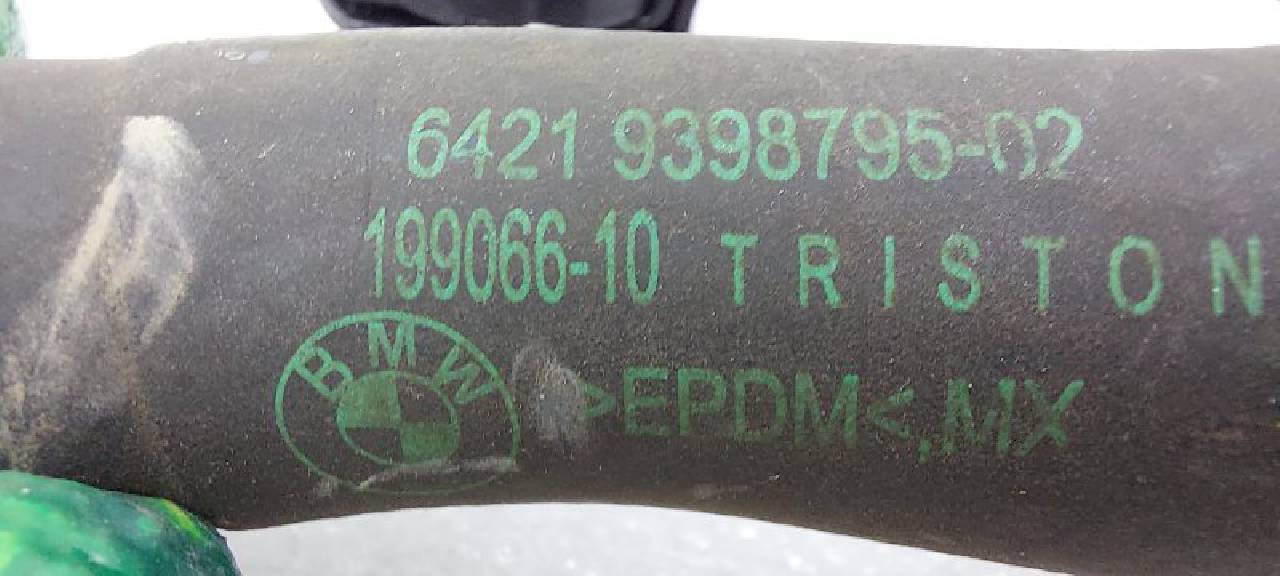 6421 9398795-02
199066-10 TRISTON
BMW >EPDM<,MX